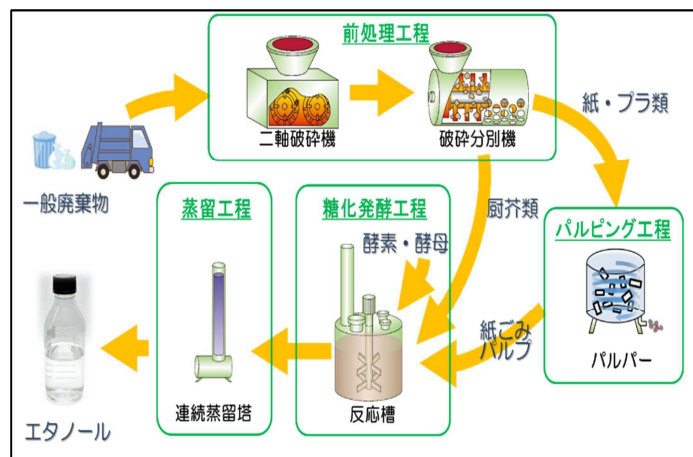 前処理工程
二軸破砕機
破砕分別機
紙・プラ類
一般廃棄物
蒸留工程
糖化発酵工程
厨芥類
酵素・酵母
パルピング工程
紙ごみ
パルプ
パルパー
連続蒸留塔
反応槽
エタノール